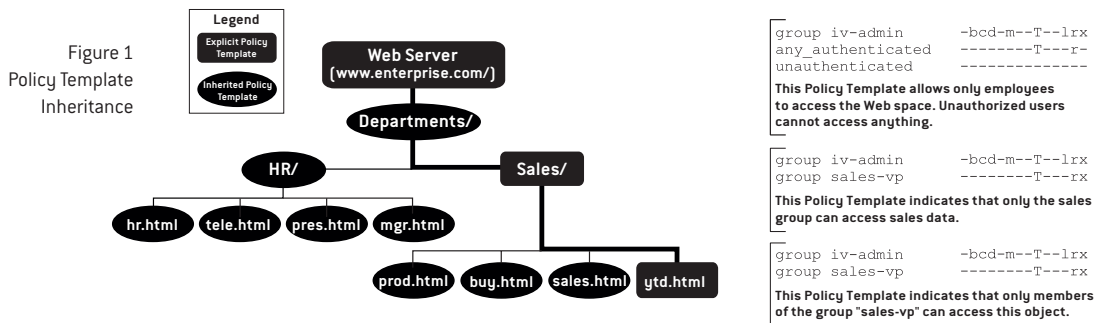 Figure 1
Policy Template
Inheritance
Legend
Explicit Policy
Template
Inherited Policy
Template
Web Server
(www.enterprise.com/)
Departments/
HR/
Sales/
hr.html
tele.html
pres.html
mgr.html
prod.html
buy.html
sales.html
ytd.html
group iv-admin -bcd-m--T--lrx
any_authenticated --------T---r-
unauthenticated --------------
This Policy Template allows only employees
to access the Web space. Unauthorized users
cannot access anything.
group iv-admin -bcd-m--T--lrx
group sales-vp --------T---rx
This Policy Template indicates that only the sales
group can access sales data.
group iv-admin -bcd-m--T--lrx
group sales-vp --------T---rx
This Policy Template indicates that only members
of the group "sales-vp" can access this object.